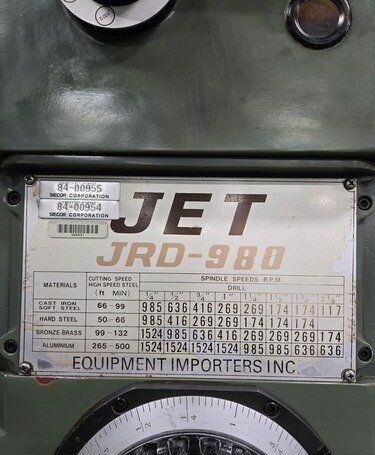 84-00955
SIECOR CORPORATION
84-00954
SIECOR CORPORATION
JET
JRD-980
MATERIALS CUTTING SPEED HIGH SPEED STEEL (ft MIN) SPINDLE SPEEDS R.P.M.
DRILL
CAST IRON SOFT STEEL 66-99 985 636 416 269 269 174 174 117
HARD STEEL 50-66 985 416 269 269 174 174 174
BRONZE-BRASS 99-132 1524 985 636 416 269 269 269 174
ALUMINIUM 265-500 1524 1524 1524 1524 985 985 636 636
EQUIPMENT IMPORTERS INC.